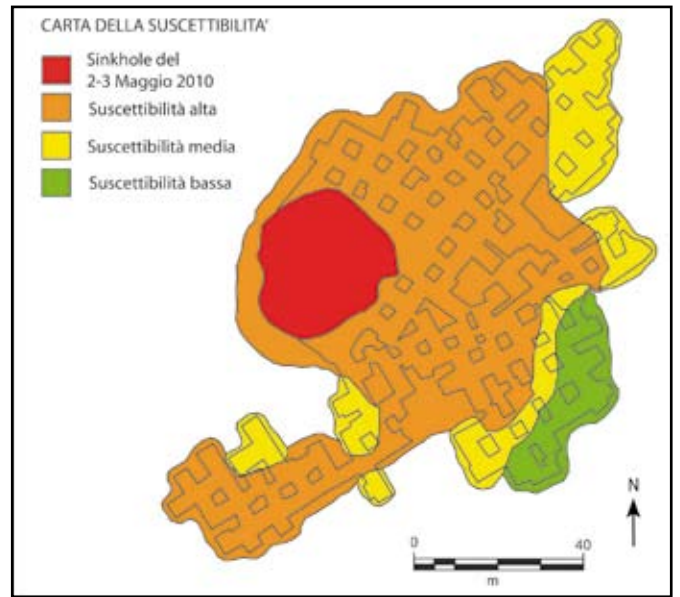 CARTA DELLA SUSCETTIBILITA'
Sinkhole del
2-3 Maggio 2010
Suscettibilità alta
Suscettibilità media
Suscettibilità bassa
N
0 40
m